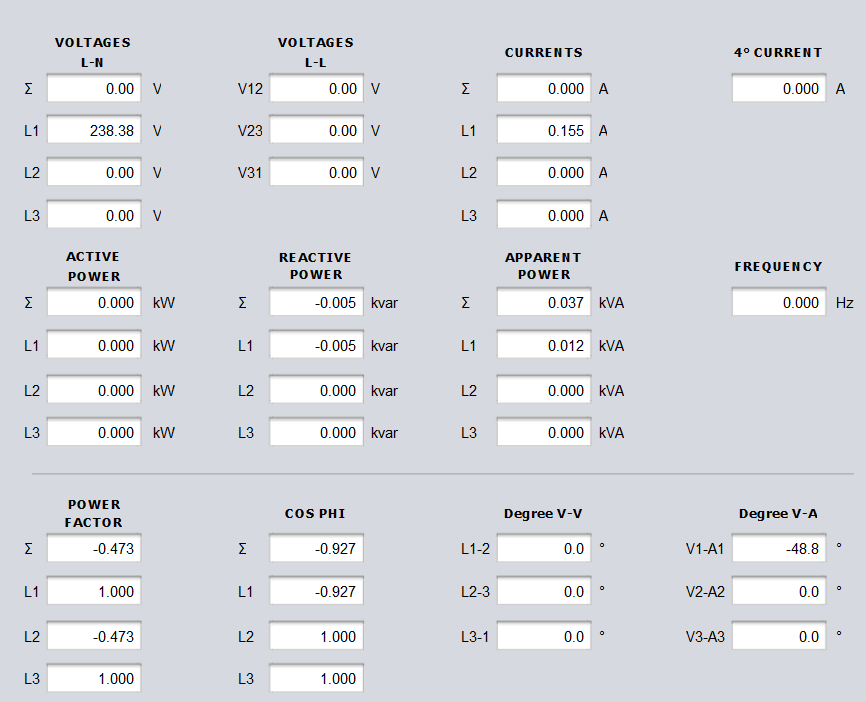 VOLTAGES VOLTAGES CURRENTS 4° CURRENT
L-N L-L
Σ 0.00 V V12 0.00 V Σ 0.000 A 0.000 A
L1 238.38 V V23 0.00 V L1 0.155 A
L2 0.00 V V31 0.00 V L2 0.000 A
L3 0.00 V L3 0.000 A
ACTIVE REACTIVE APPARENT FREQUENCY
POWER POWER POWER
Σ 0.000 kW Σ -0.005 kvar Σ 0.037 kVA 0.000 Hz
L1 0.000 kW L1 -0.005 kvar L1 0.012 kVA
L2 0.000 kW L2 0.000 kvar L2 0.000 kVA
L3 0.000 kW L3 0.000 kvar L3 0.000 kVA
POWER COS PHI Degree V-V Degree V-A
FACTOR
Σ -0.473 Σ -0.927 L1-2 0.0 ° V1-A1 -48.8 °
L1 1.000 L1 -0.927 L2-3 0.0 ° V2-A2 0.0 °
L2 -0.473 L2 1.000 L3-1 0.0 ° V3-A3 0.0 °
L3 1.000 L3 1.000